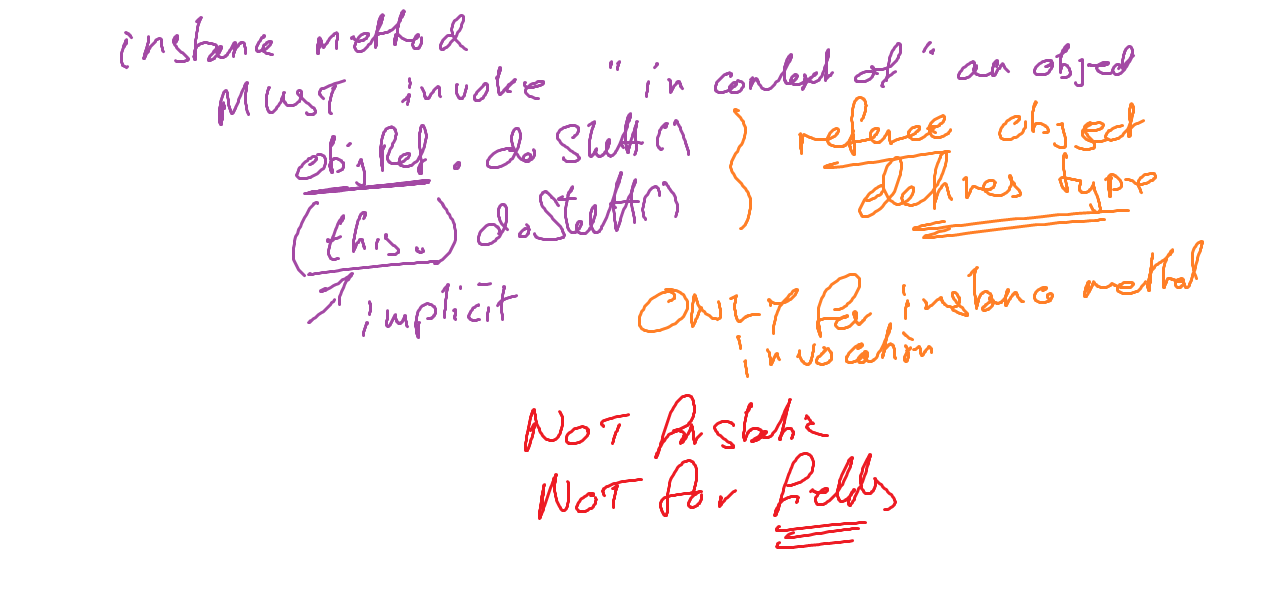 instance method
MUST invoke "in context of" an object
objRef. doStuff()
(this.) doStuff()
implicit
referee object
defines type
ONLY for instance method
invocation
NOT for static
NOT for fields